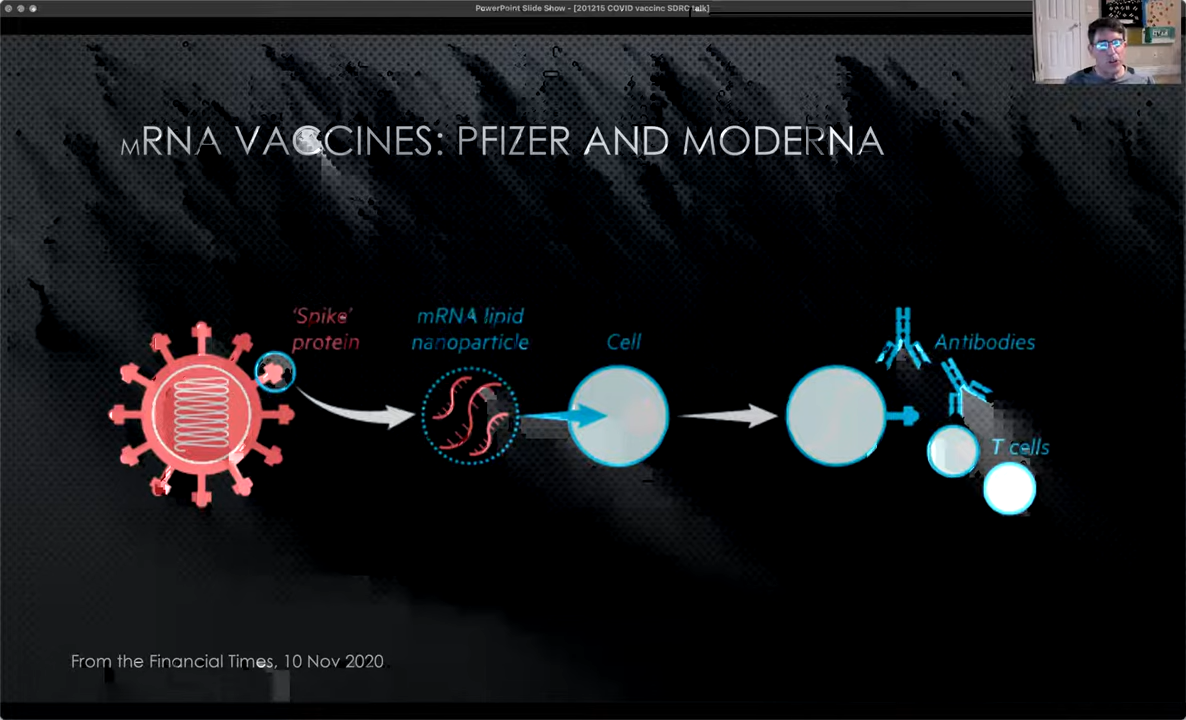 PowerPoint Slide Show - [201215 COVID vaccine SDRC talk]
mRNA VACCINES: PFIZER AND MODERNA
'Spike'
protein
mRNA lipid
nanoparticle
Cell
Antibodies
T cells
From the Financial Times, 10 Nov 2020